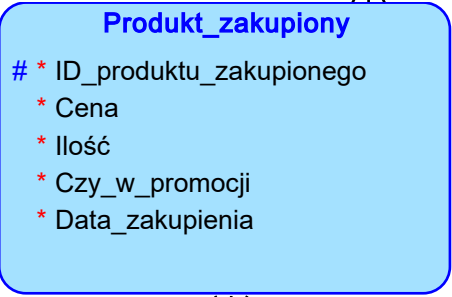 Produkt_zakupiony
# * ID_produktu_zakupionego
* Cena
* Ilość
* Czy_w_promocji
* Data_zakupienia